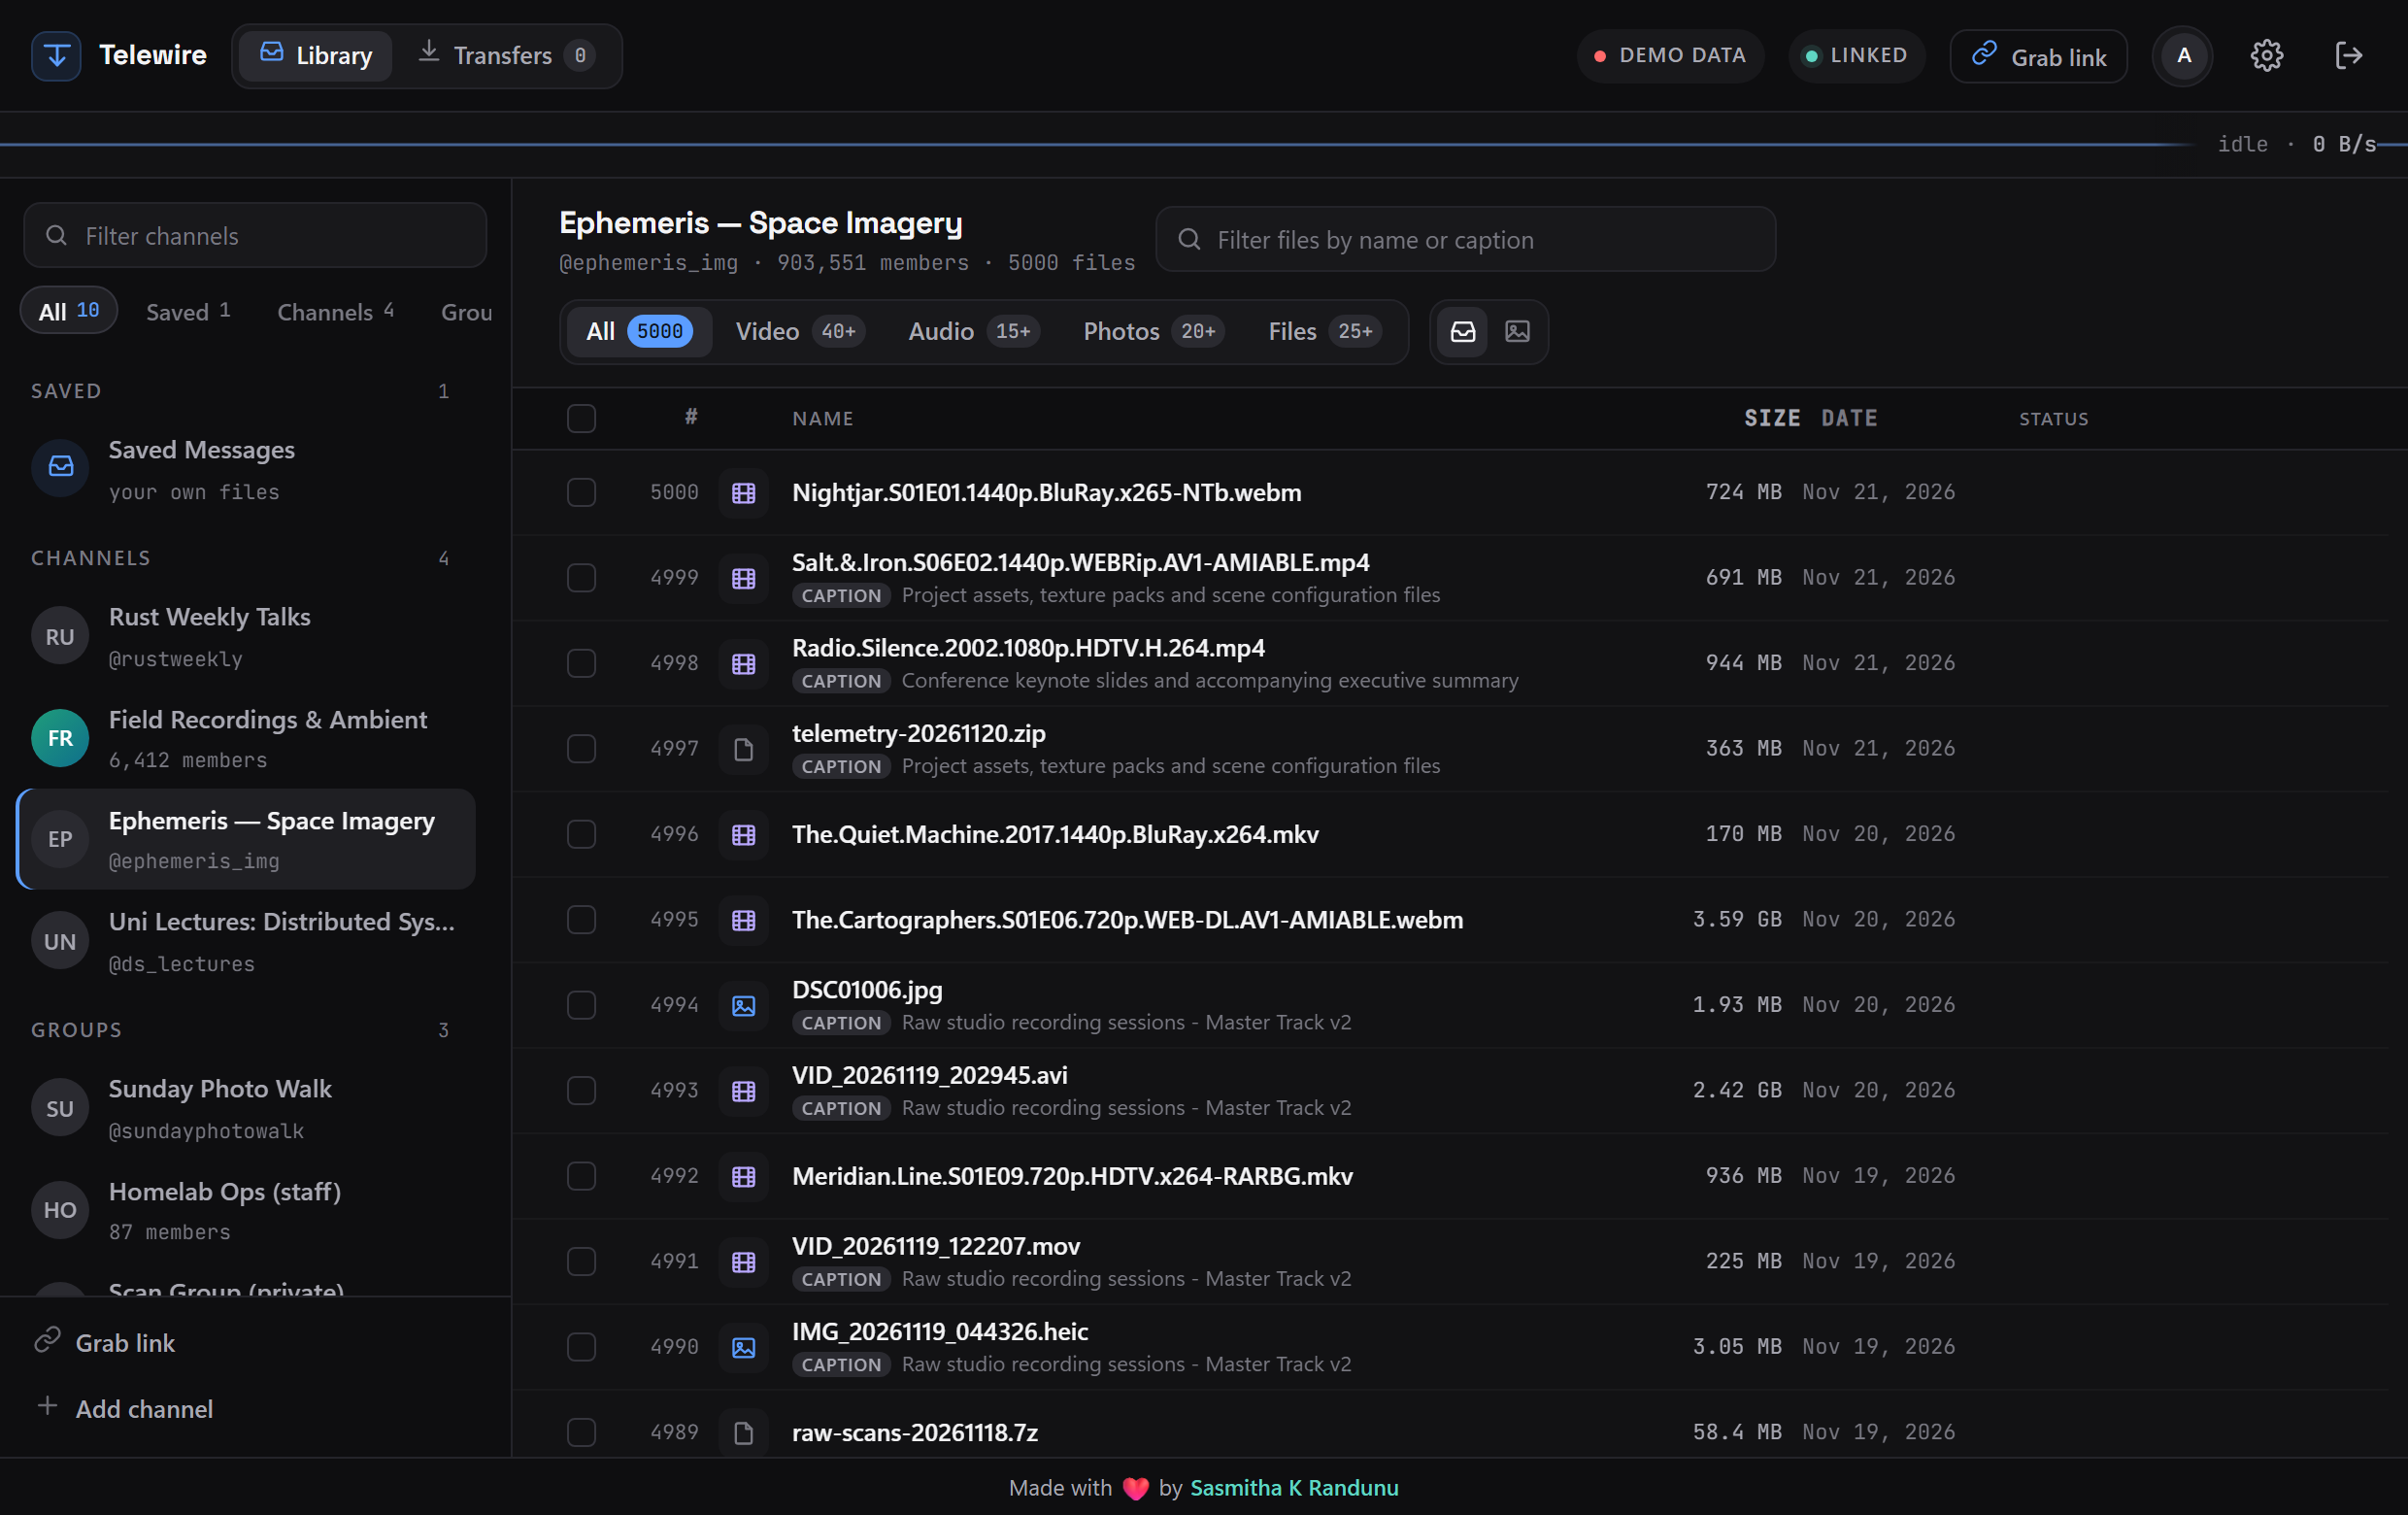 Telewire
Library
Transfers 0
DEMO DATA
LINKED
Grab link
A
idle · 0 B/s
Filter channels
All 10
Saved 1
Channels 4
Grou
SAVED 1
Saved Messages
your own files
CHANNELS 4
RU
Rust Weekly Talks
@rustweekly
FR
Field Recordings & Ambient
6,412 members
EP
Ephemeris — Space Imagery
@ephemeris_img
UN
Uni Lectures: Distributed Sys...
@ds_lectures
GROUPS 3
SU
Sunday Photo Walk
@sundayphotowalk
HO
Homelab Ops (staff)
87 members
Scan Group (private)
Grab link
Add channel
Ephemeris — Space Imagery
@ephemeris_img · 903,551 members · 5000 files
Filter files by name or caption
All 5000
Video 40+
Audio 15+
Photos 20+
Files 25+
# NAME SIZE DATE STATUS
5000 Nightjar.S01E01.1440p.BluRay.x265-NTb.webm 724 MB Nov 21, 2026
4999 Salt.&.Iron.S06E02.1440p.WEBRip.AV1-AMIABLE.mp4 691 MB Nov 21, 2026
CAPTION Project assets, texture packs and scene configuration files
4998 Radio.Silence.2002.1080p.HDTV.H.264.mp4 944 MB Nov 21, 2026
CAPTION Conference keynote slides and accompanying executive summary
4997 telemetry-20261120.zip 363 MB Nov 21, 2026
CAPTION Project assets, texture packs and scene configuration files
4996 The.Quiet.Machine.2017.1440p.BluRay.x264.mkv 170 MB Nov 20, 2026
4995 The.Cartographers.S01E06.720p.WEB-DL.AV1-AMIABLE.webm 3.59 GB Nov 20, 2026
4994 DSC01006.jpg 1.93 MB Nov 20, 2026
CAPTION Raw studio recording sessions - Master Track v2
4993 VID_20261119_202945.avi 2.42 GB Nov 20, 2026
CAPTION Raw studio recording sessions - Master Track v2
4992 Meridian.Line.S01E09.720p.HDTV.x264-RARBG.mkv 936 MB Nov 19, 2026
4991 VID_20261119_122207.mov 225 MB Nov 19, 2026
CAPTION Raw studio recording sessions - Master Track v2
4990 IMG_20261119_044326.heic 3.05 MB Nov 19, 2026
CAPTION Raw studio recording sessions - Master Track v2
4989 raw-scans-20261118.7z 58.4 MB Nov 19, 2026
Made with ❤️ by Sasmitha K Randunu